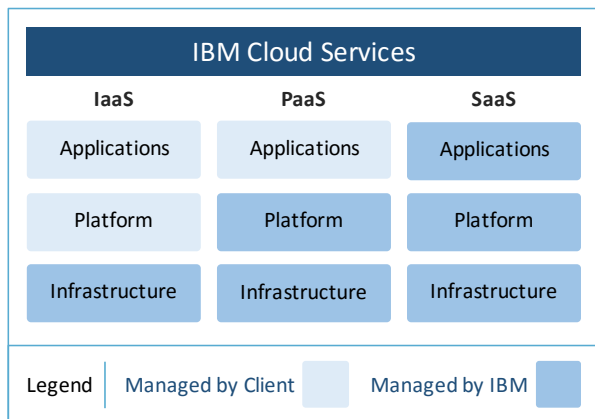 IBM Cloud Services
IaaS PaaS SaaS
Applications Applications Applications
Platform Platform Platform
Infrastructure Infrastructure Infrastructure
Legend Managed by Client Managed by IBM